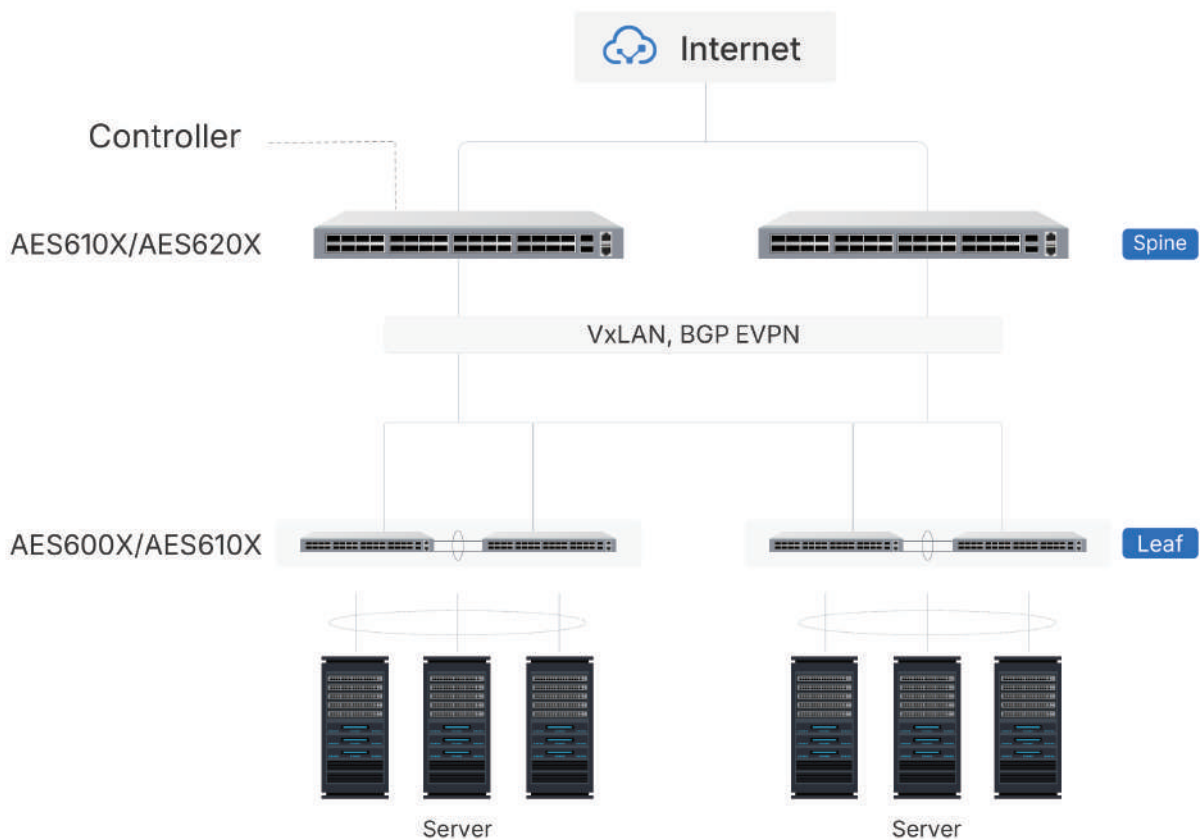 Internet
Controller
AES610X/AES620X
Spine
VxLAN, BGP EVPN
AES600X/AES610X
Leaf
Server
Server